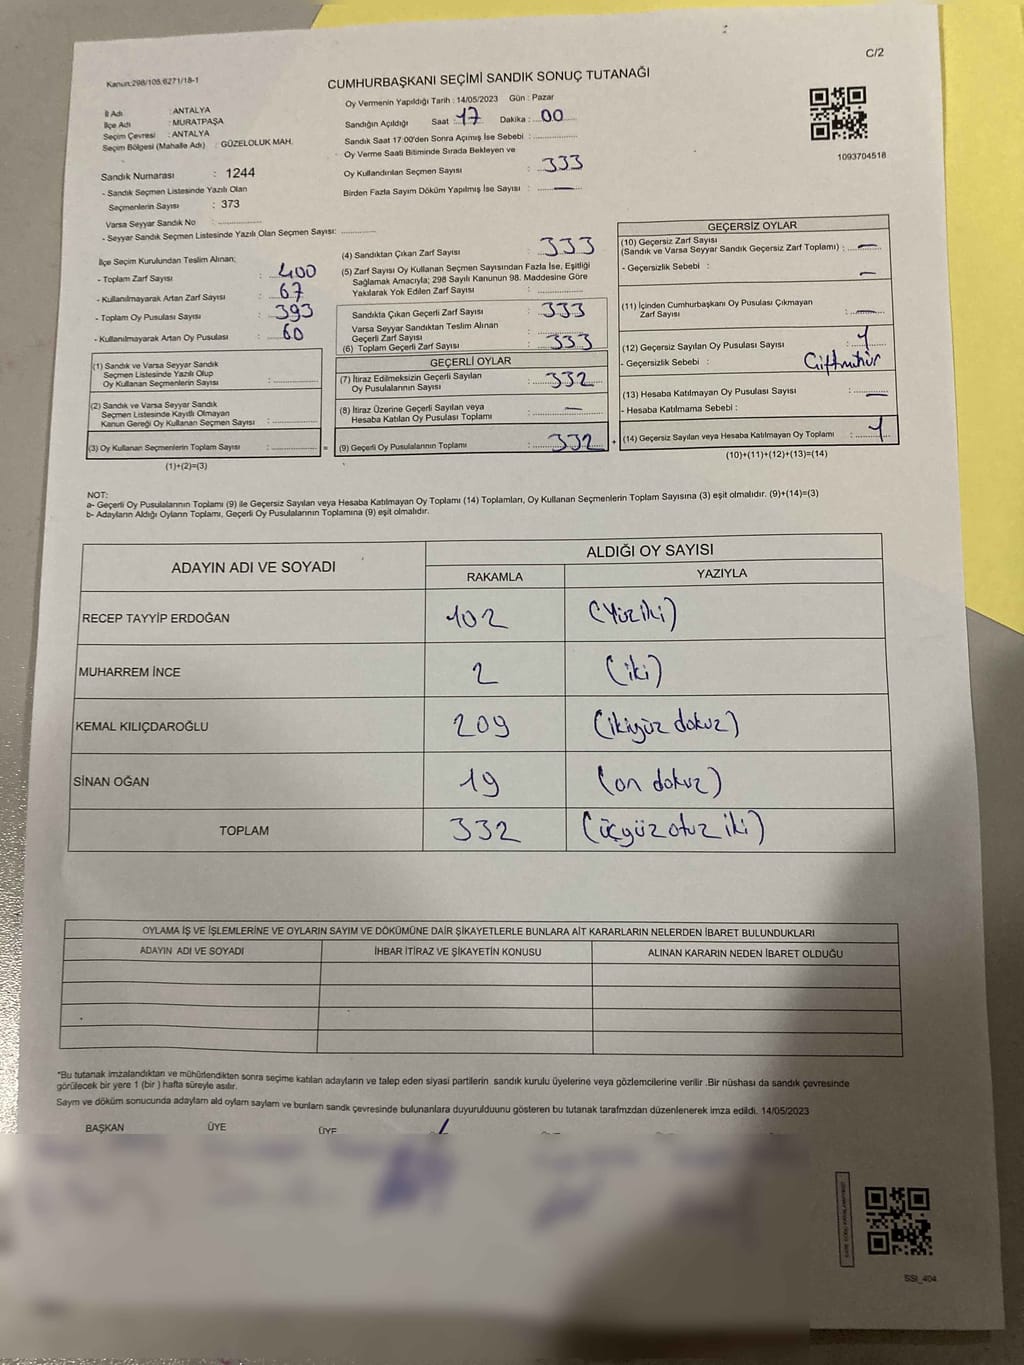 C/2
Kanun:298/105.6271/18-1
CUMHURBAŞKANI SEÇİMİ SANDIK SONUÇ TUTANAĞI
İl Adı : ANTALYA
İlçe Adı : MURATPAŞA
Seçim Çevresi : ANTALYA
Seçim Bölgesi (Mahalle Adı) : GÜZELOLUK MAH.
Sandık Numarası : 1244
- Sandık Seçmen Listesinde Yazılı Olan
Seçmenlerin Sayısı : 373
Varsa Seyyar Sandık No :
- Seyyar Sandık Seçmen Listesinde Yazılı Olan Seçmen Sayısı:
Oy Vermenin Yapıldığı Tarih : 14/05/2023 Gün : Pazar
Sandığın Açıldığı Saat : 17 Dakika : 00
Sandık Saat 17:00'den Sonra Açımış İse Sebebi :
Oy Verme Saati Bitiminde Sırada Bekleyen ve
Oy Kullandırılan Seçmen Sayısı : 333
Birden Fazla Sayım Döküm Yapılmış İse Sayısı : —
1093704518
İlçe Seçim Kurulundan Teslim Alınan;
- Toplam Zarf Sayısı : 400
- Kullanılmayarak Artan Zarf Sayısı : 67
- Toplam Oy Pusulası Sayısı : 393
- Kullanılmayarak Artan Oy Pusulası : 60
(1) Sandık ve Varsa Seyyar Sandık
Seçmen Listesinde Yazılı Olup
Oy Kullanan Seçmenlerin Sayısı :
(2) Sandık ve Varsa Seyyar Sandık
Seçmen Listesinde Kayıtlı Olmayan
Kanun Gereği Oy Kullanan Seçmen Sayısı :
(3) Oy Kullanan Seçmenlerin Toplam Sayısı : =
(1)+(2)=(3)
(4) Sandıktan Çıkan Zarf Sayısı : 333
(5) Zarf Sayısı Oy Kullanan Seçmen Sayısından Fazla İse, Eşitliği
Sağlamak Amacıyla; 298 Sayılı Kanunun 98. Maddesine Göre
Yakılarak Yok Edilen Zarf Sayısı :
Sandıkta Çıkan Geçerli Zarf Sayısı : 333
Varsa Seyyar Sandıktan Teslim Alınan
Geçerli Zarf Sayısı :
(6) Toplam Geçerli Zarf Sayısı : 333
GEÇERLİ OYLAR
(7) İtiraz Edilmeksizin Geçerli Sayılan
Oy Pusulalarının Sayısı : 332
(8) İtiraz Üzerine Geçerli Sayılan veya
Hesaba Katılan Oy Pusulası Toplamı : —
(9) Geçerli Oy Pusulalarının Toplamı : 332 +
GEÇERSİZ OYLAR
(10) Geçersiz Zarf Sayısı
(Sandık ve Varsa Seyyar Sandık Geçersiz Zarf Toplamı) : —
- Geçersizlik Sebebi : —
(11) İçinden Cumhurbaşkanı Oy Pusulası Çıkmayan
Zarf Sayısı : —
(12) Geçersiz Sayılan Oy Pusulası Sayısı : 1
- Geçersizlik Sebebi : Çiftmühür
(13) Hesaba Katılmayan Oy Pusulası Sayısı : —
- Hesaba Katılmama Sebebi :
(14) Geçersiz Sayılan veya Hesaba Katılmayan Oy Toplamı : 1
(10)+(11)+(12)+(13)=(14)
NOT:
a- Geçerli Oy Pusulalarının Toplamı (9) ile Geçersiz Sayılan veya Hesaba Katılmayan Oy Toplamı (14) Toplamları, Oy Kullanan Seçmenlerin Toplam Sayısına (3) eşit olmalıdır. (9)+(14)=(3)
b- Adayların Aldığı Oyların Toplamı, Geçerli Oy Pusulalarının Toplamına (9) eşit olmalıdır.
ADAYIN ADI VE SOYADI ALDIĞI OY SAYISI
RAKAMLA YAZIYLA
RECEP TAYYİP ERDOĞAN 102 (Yüziki)
MUHARREM İNCE 2 (iki)
KEMAL KILIÇDAROĞLU 209 (ikiyüz dokuz)
SİNAN OĞAN 19 (on dokuz)
TOPLAM 332 (üçyüz otuz iki)
OYLAMA İŞ VE İŞLEMLERİNE VE OYLARIN SAYIM VE DÖKÜMÜNE DAİR ŞİKAYETLERLE BUNLARA AİT KARARLARIN NELERDEN İBARET BULUNDUKLARI
ADAYIN ADI VE SOYADI İHBAR İTİRAZ VE ŞİKAYETİN KONUSU ALINAN KARARIN NEDEN İBARET OLDUĞU
"Bu tutanak imzalandıktan ve mühürlendikten sonra seçime katılan adayların ve talep eden siyasi partilerin sandık kurulu üyelerine veya gözlemcilerine verilir .Bir nüshası da sandık çevresinde
görülecek bir yere 1 (bir ) hafta süreyle asılır.
Saym ve döküm sonucunda adaylarn ald oylarn saylarn ve bunlarn sandk çevresinde bulunanlara duyurulduunu gösteren bu tutanak tarafmzdan düzenlenerek imza edildi. 14/05/2023
BAŞKAN ÜYE ÜYE
SSİ_404